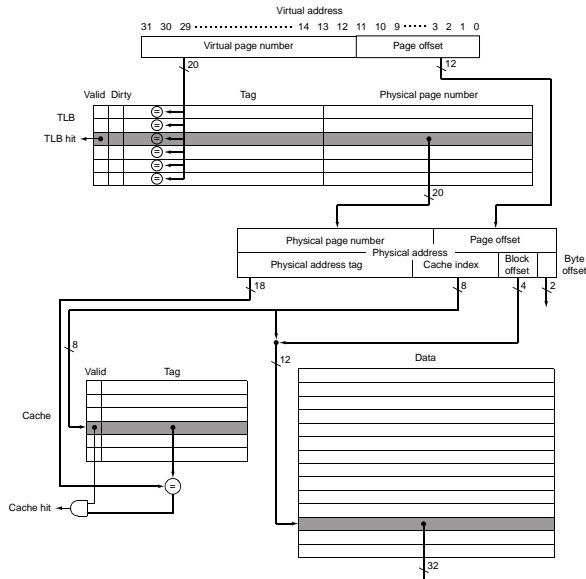 Virtual address
31 30 29 14 13 12 11 10 9 3 2 1 0
Virtual page number Page offset
20 12
Valid Dirty Tag Physical page number
TLB
=
=
TLB hit =
=
=
=
20
Physical page number Page offset
Physical address
Physical address tag Cache index Block offset Byte offset
18 8 4 2
8 12 Data
Valid Tag
Cache
=
Cache hit
32